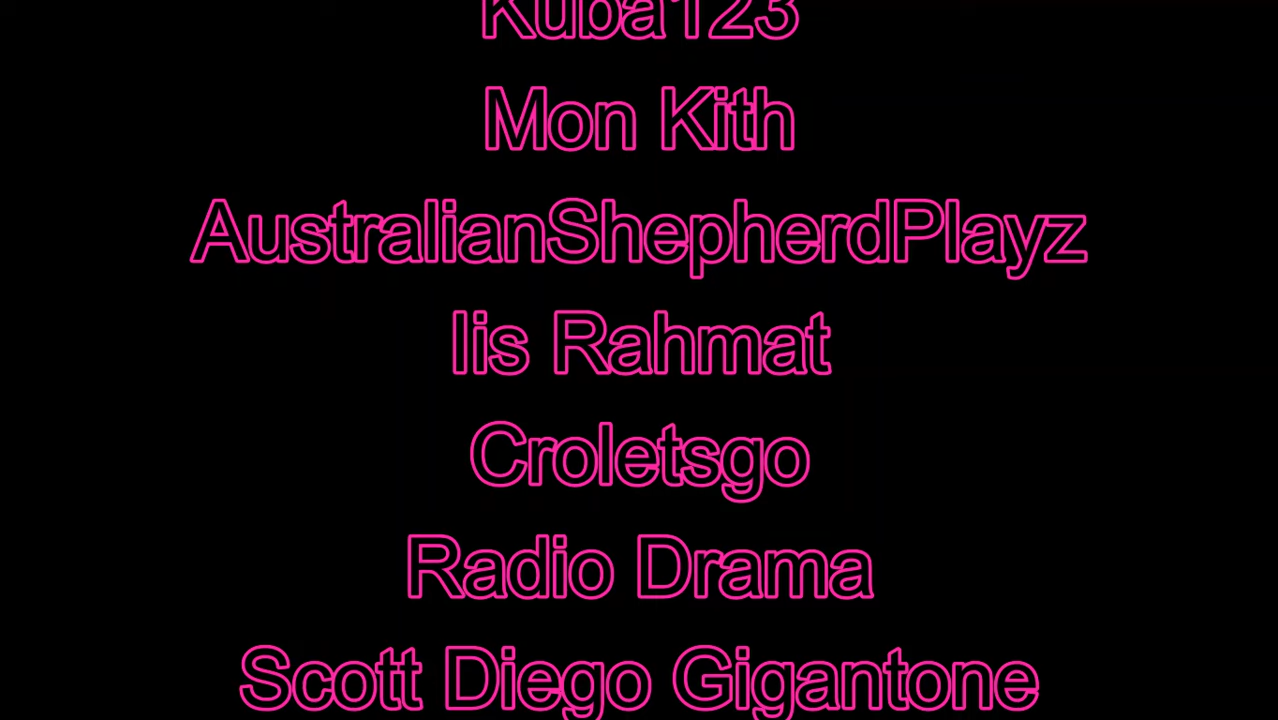 Kuba123
Mon Kith
AustralianShepherdPlayz
Iis Rahmat
Croletsgo
Radio Drama
Scott Diego Gigantone